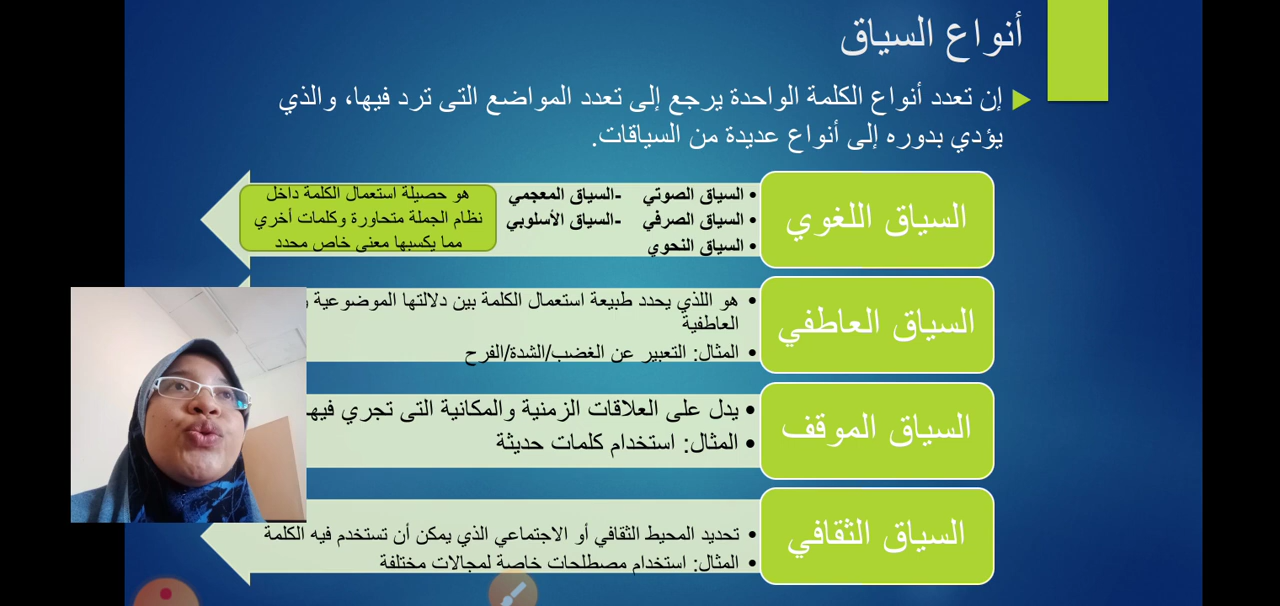 أنواع السياق
إن تعدد أنواع الكلمة الواحدة يرجع إلى تعدد المواضع التى ترد فيها، والذي
يؤدي بدوره إلى أنواع عديدة من السياقات.
السياق اللغوي
• السياق الصوتي -السياق المعجمي
• السياق الصرفي -السياق الأسلوبي
• السياق النحوي
هو حصيلة استعمال الكلمة داخل
نظام الجملة متحاورة وكلمات أخري
مما يكسبها معنى خاص محدد
السياق العاطفي
• هو اللذي يحدد طبيعة استعمال الكلمة بين دلالتها الموضوعية
العاطفية
• المثال: التعبير عن الغضب/الشدة/الفرح
السياق الموقف
• يدل على العلاقات الزمنية والمكانية التى تجري
• المثال: استخدام كلمات حديثة
السياق الثقافي
• تحديد المحيط الثقافي أو الاجتماعي الذي يمكن أن تستخدم فيه الكلمة
• المثال: استخدام مصطلحات خاصة لمجالات مختلفة